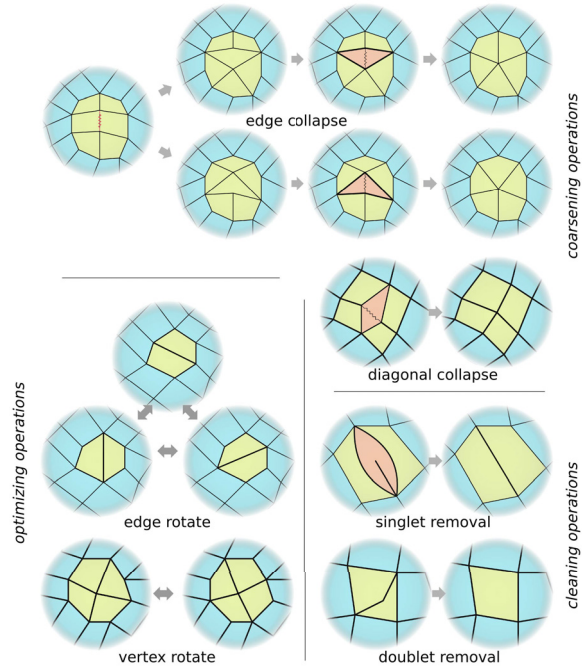 edge collapse
coarsening operations
diagonal collapse
optimizing operations
edge rotate
singlet removal
cleaning operations
vertex rotate
doublet removal